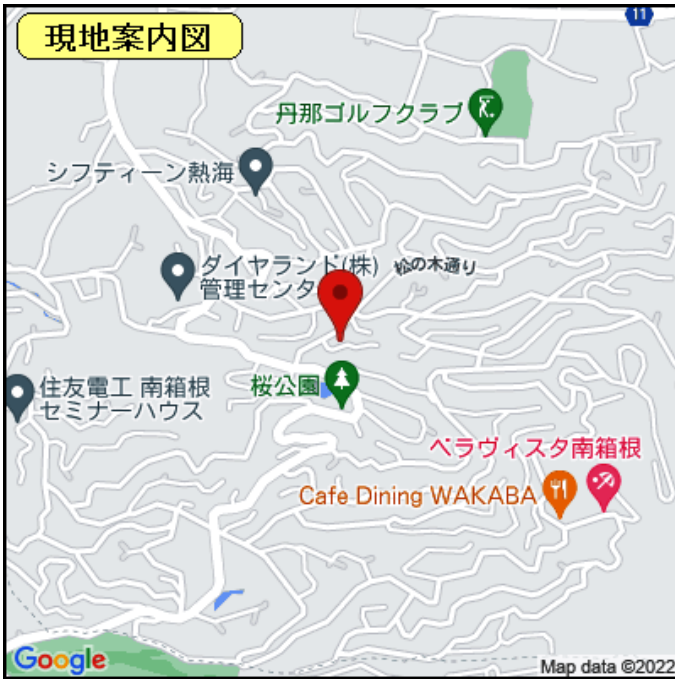 現地案内図
11
丹那ゴルフクラブ
シフティーン熱海
ダイヤランド(株)
管理センタ
松の木通り
桜公園
住友電工 南箱根
セミナーハウス
ベラヴィスタ南箱根
Cafe Dining WAKABA
Google
Map data ©2022